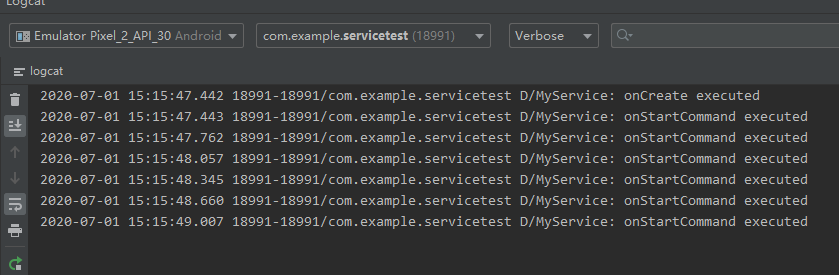 Logcat
Emulator Pixel_2_API_30 Android com.example.servicetest (18991) Verbose
logcat
2020-07-01 15:15:47.442 18991-18991/com.example.servicetest D/MyService: onCreate executed
2020-07-01 15:15:47.443 18991-18991/com.example.servicetest D/MyService: onStartCommand executed
2020-07-01 15:15:47.762 18991-18991/com.example.servicetest D/MyService: onStartCommand executed
2020-07-01 15:15:48.057 18991-18991/com.example.servicetest D/MyService: onStartCommand executed
2020-07-01 15:15:48.345 18991-18991/com.example.servicetest D/MyService: onStartCommand executed
2020-07-01 15:15:48.660 18991-18991/com.example.servicetest D/MyService: onStartCommand executed
2020-07-01 15:15:49.007 18991-18991/com.example.servicetest D/MyService: onStartCommand executed